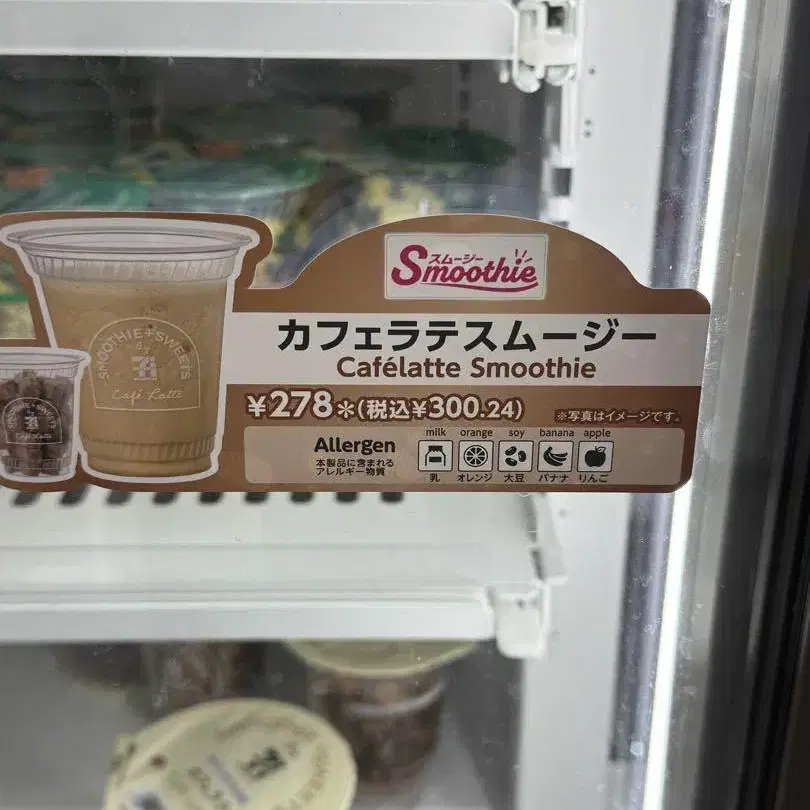 スムージー
Smoothie
カフェラテスムージー
Cafélatte Smoothie
¥278*(税込¥300.24)
※写真はイメージです。
Allergen
本製品に含まれる
アレルギー物質
milk orange soy banana apple
乳 オレンジ 大豆 バナナ りんご
SMOOTHIE+SWEETS
By
Café Latté